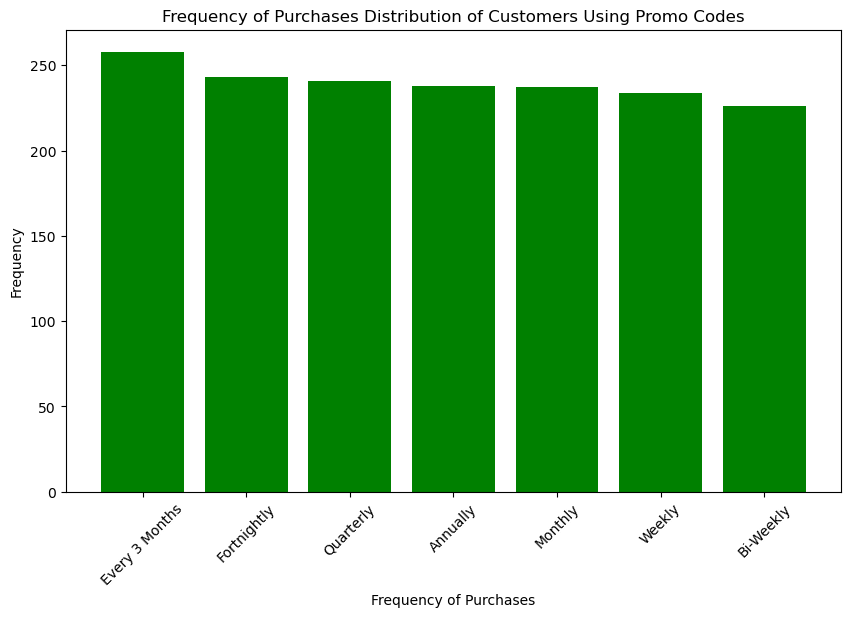 Frequency of Purchases Distribution of Customers Using Promo Codes
Frequency
250
200
150
100
50
0
Every 3 Months
Fortnightly
Quarterly
Annually
Monthly
Weekly
Bi-Weekly
Frequency of Purchases